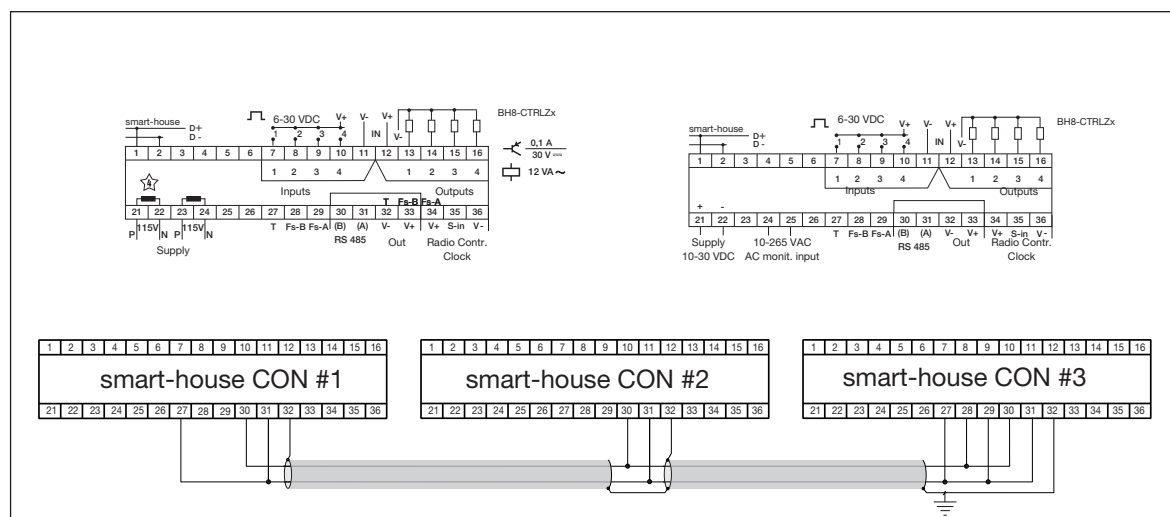 6-30 VDC V+ V- V+ BH8-CTRLZx
smart-house D+ 1 2 3 4 IN V-
D -
0,1 A
30 V
12 VA ~
1 2 3 4 5 6 7 8 9 10 11 12 13 14 15 16
1 2 3 4 1 2 3 4
Inputs Outputs
T Fs-B Fs-A
21 22 23 24 25 26 27 28 29 30 31 32 33 34 35 36
P 115V N P 115V N T Fs-B Fs-A (B) (A) V- V+ V+ S-in V -
Supply RS 485 Out Radio Contr.
Clock
6-30 VDC V+ V- V+ BH8-CTRLZx
smart-house D+ 1 2 3 4 IN V-
D -
1 2 3 4 5 6 7 8 9 10 11 12 13 14 15 16
1 2 3 4 1 2 3 4
Inputs Outputs
21 22 23 24 25 26 27 28 29 30 31 32 33 34 35 36
+ - T Fs-B Fs-A (B) (A) V- V+ V+ S-in V -
Supply 10-265 VAC RS 485 Out Radio Contr.
10-30 VDC AC monit. input Clock
1 2 3 4 5 6 7 8 9 10 11 12 13 14 15 16
smart-house CON #1
21 22 23 24 25 26 27 28 29 30 31 32 33 34 35 36
1 2 3 4 5 6 7 8 9 10 11 12 13 14 15 16
smart-house CON #2
21 22 23 24 25 26 27 28 29 30 31 32 33 34 35 36
1 2 3 4 5 6 7 8 9 10 11 12 13 14 15 16
smart-house CON #3
21 22 23 24 25 26 27 28 29 30 31 32 33 34 35 36